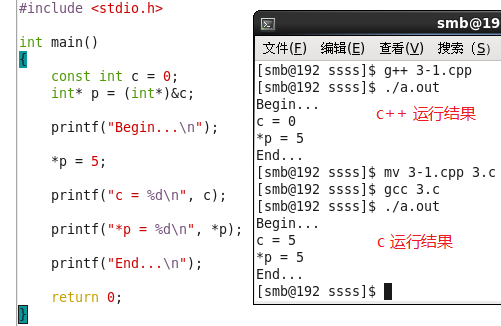 #include <stdio.h>
int main()
{
const int c = 0;
int* p = (int*)&c;
printf("Begin...\n");
*p = 5;
printf("c = %d\n", c);
printf("*p = %d\n", *p);
printf("End...\n");
return 0;
}
smb@19
文件(F) 编辑(E) 查看(V) 搜索 (S)
[smb@192 ssss]$ g++ 3-1.cpp
[smb@192 ssss]$ ./a.out
Begin...
c = 0
c++ 运行结果
*p = 5
End...
[smb@192 ssss]$ mv 3-1.cpp 3.c
[smb@192 ssss]$ gcc 3.c
[smb@192 ssss]$ ./a.out
Begin...
c = 5
c 运行结果
*p = 5
End...
[smb@192 ssss]$